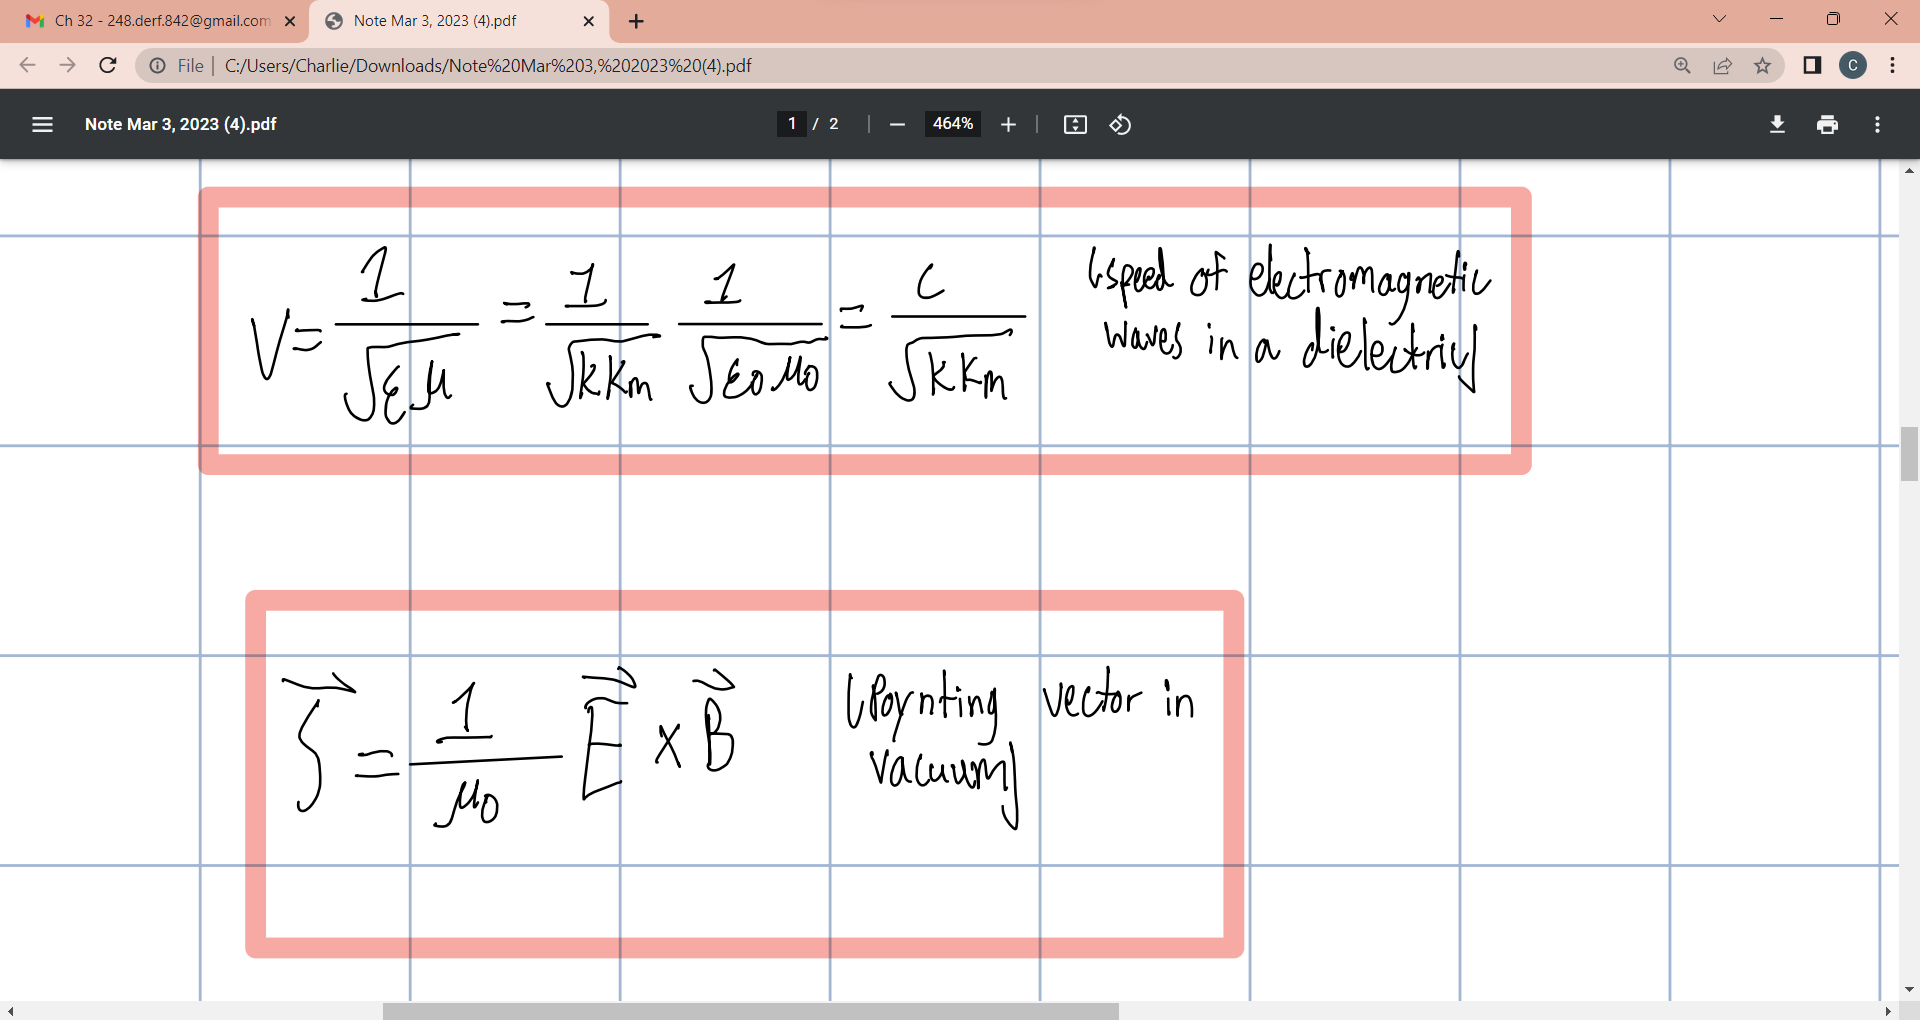 Ch 32 - 248.derf.842@gmail.com
Note Mar 3, 2023 (4).pdf
File | C:/Users/Charlie/Downloads/Note%20Mar%203,%202023%20(4).pdf
C
Note Mar 3, 2023 (4).pdf
1 / 2
464%
V = 1/√εμ = 1/√kKm 1/√ε0μ0 = c/√kKm
(speed of electromagnetic
waves in a dielectric)
S⃗ = 1/μ0 E⃗ × B⃗
(Poynting vector in
vacuum)